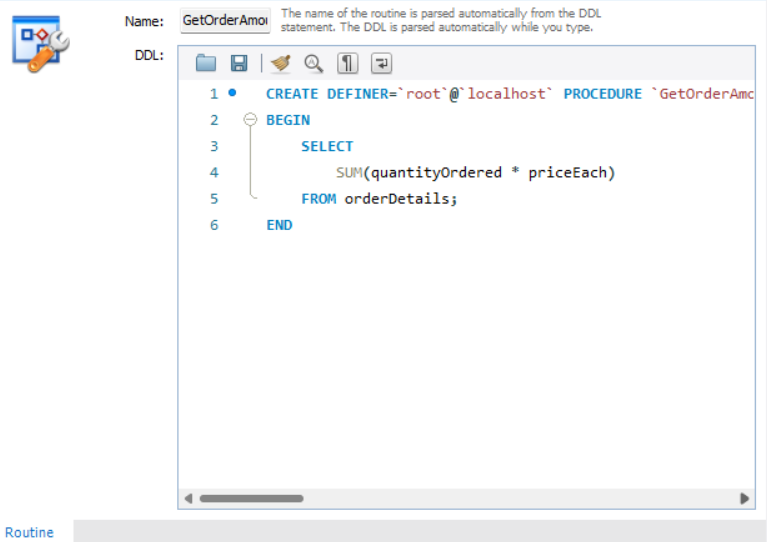 Name:
GetOrderAmo
The name of the routine is parsed automatically from the DDL
statement. The DDL is parsed automatically while you type.
DDL:
1 CREATE DEFINER=`root`@`localhost` PROCEDURE `GetOrderAmo
2 BEGIN
3 SELECT
4 SUM(quantityOrdered * priceEach)
5 FROM orderDetails;
6 END
Routine